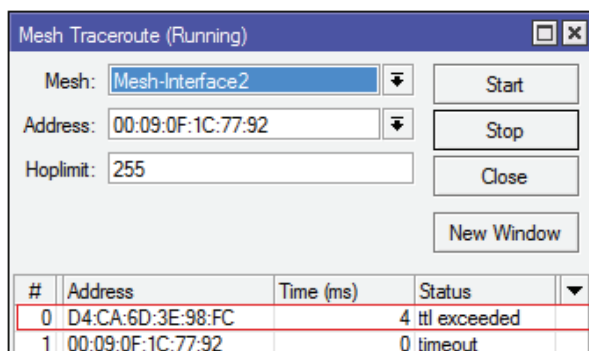 Mesh Traceroute (Running)
Mesh: Mesh-Interface2 Start
Address: 00:09:0F:1C:77:92 Stop
Hoplimit: 255 Close
New Window
# Address Time (ms) Status
0 D4:CA:6D:3E:98:FC 4 ttl exceeded
1 00:09:0F:1C:77:92 0 timeout